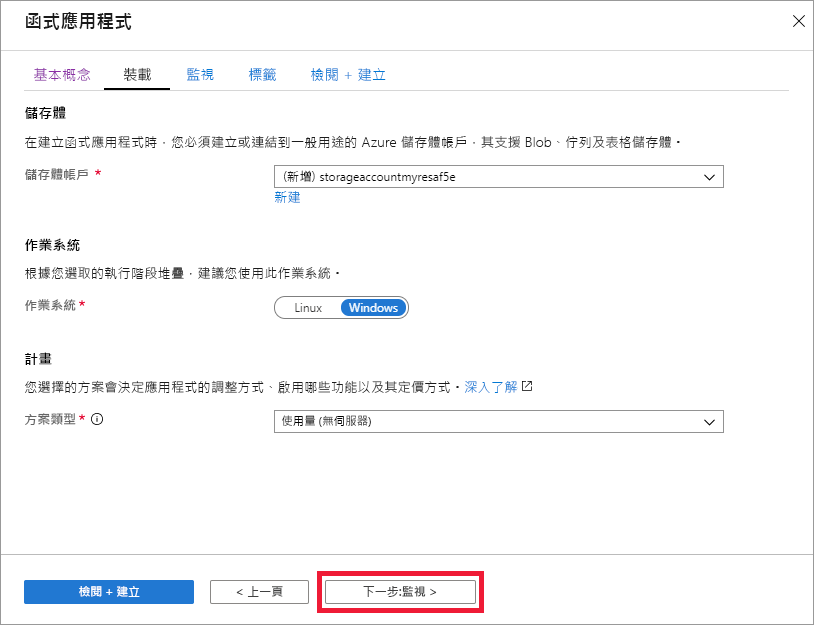 函式應用程式
基本概念 裝載 監視 標籤 檢閱 + 建立
儲存體
在建立函式應用程式時，您必須建立或連結到一般用途的 Azure 儲存體帳戶，其支援 Blob、佇列及表格儲存體。
儲存體帳戶 *
(新增) storageaccountmyresaf5e
新建
作業系統
根據您選取的執行階段堆疊，建議您使用此作業系統。
作業系統 *
Linux Windows
計畫
您選擇的方案會決定應用程式的調整方式、啟用哪些功能以及其定價方式。深入了解
方案類型 *
使用量 (無伺服器)
檢閱 + 建立 < 上一頁 下一步:監視 >